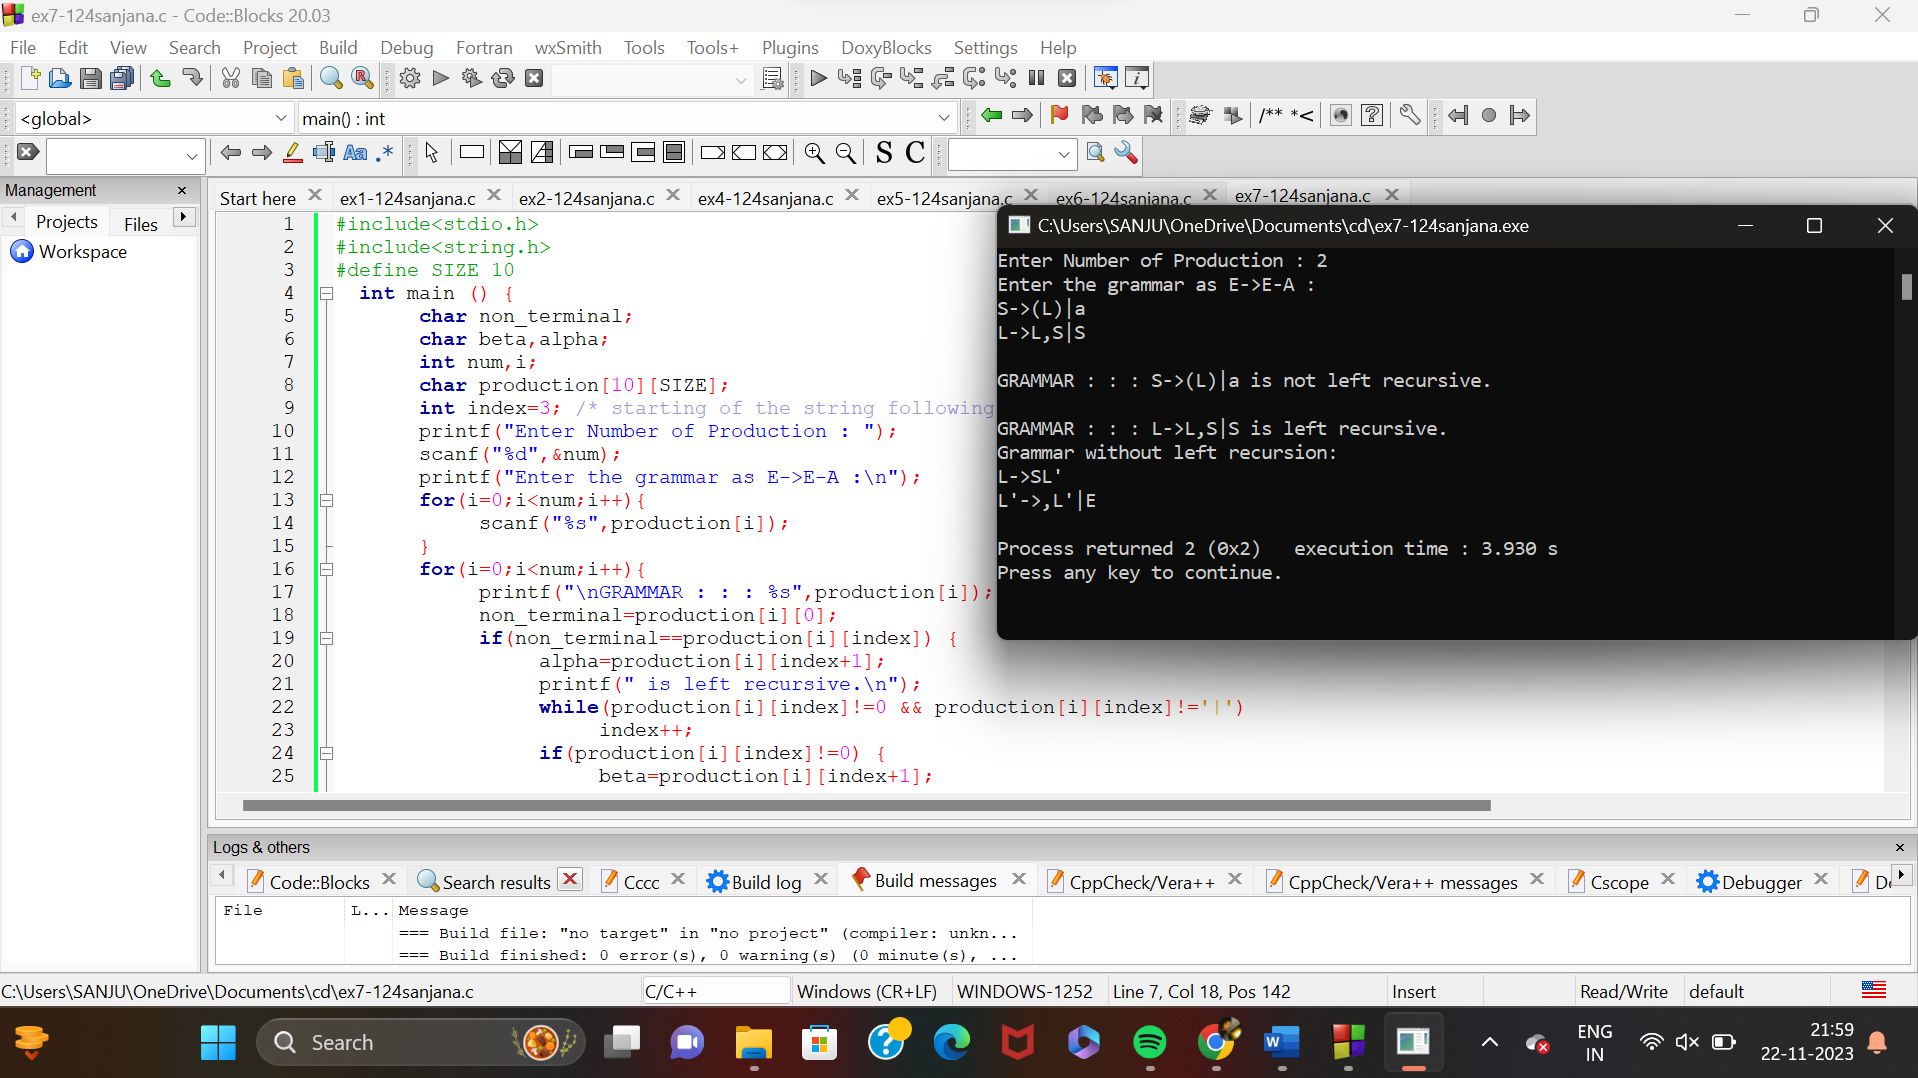 ex7-124sanjana.c - Code::Blocks 20.03
File Edit View Search Project Build Debug Fortran wxSmith Tools Tools+ Plugins DoxyBlocks Settings Help
<global> main() : int /** *<
Aa .* S C
Management
Projects Files
Workspace
Start here ex1-124sanjana.c ex2-124sanjana.c ex4-124sanjana.c ex5-124sanjana.c ex6-124sanjana.c ex7-124sanjana.c
1 #include<stdio.h>
2 #include<string.h>
3 #define SIZE 10
4 int main () {
5 char non_terminal;
6 char beta,alpha;
7 int num,i;
8 char production[10][SIZE];
9 int index=3; /* starting of the string following
10 printf("Enter Number of Production : ");
11 scanf("%d",&num);
12 printf("Enter the grammar as E->E-A :\n");
13 for(i=0;i<num;i++){
14 scanf("%s",production[i]);
15 }
16 for(i=0;i<num;i++){
17 printf("\nGRAMMAR : : : %s",production[i]);
18 non_terminal=production[i][0];
19 if(non_terminal==production[i][index]) {
20 alpha=production[i][index+1];
21 printf(" is left recursive.\n");
22 while(production[i][index]!=0 && production[i][index]!='|')
23 index++;
24 if(production[i][index]!=0) {
25 beta=production[i][index+1];
C:\Users\SANJU\OneDrive\Documents\cd\ex7-124sanjana.exe
Enter Number of Production : 2
Enter the grammar as E->E-A :
S->(L)|a
L->L,S|S
GRAMMAR : : : S->(L)|a is not left recursive.
GRAMMAR : : : L->L,S|S is left recursive.
Grammar without left recursion:
L->SL'
L'->,L'|E
Process returned 2 (0x2) execution time : 3.930 s
Press any key to continue.
Logs & others
Code::Blocks Search results Cccc Build log Build messages CppCheck/Vera++ CppCheck/Vera++ messages Cscope Debugger
File L... Message
=== Build file: "no target" in "no project" (compiler: unkn...
=== Build finished: 0 error(s), 0 warning(s) (0 minute(s), ...
C:\Users\SANJU\OneDrive\Documents\cd\ex7-124sanjana.c C/C++ Windows (CR+LF) WINDOWS-1252 Line 7, Col 18, Pos 142 Insert Read/Write default
Search
ENG
IN
21:59
22-11-2023